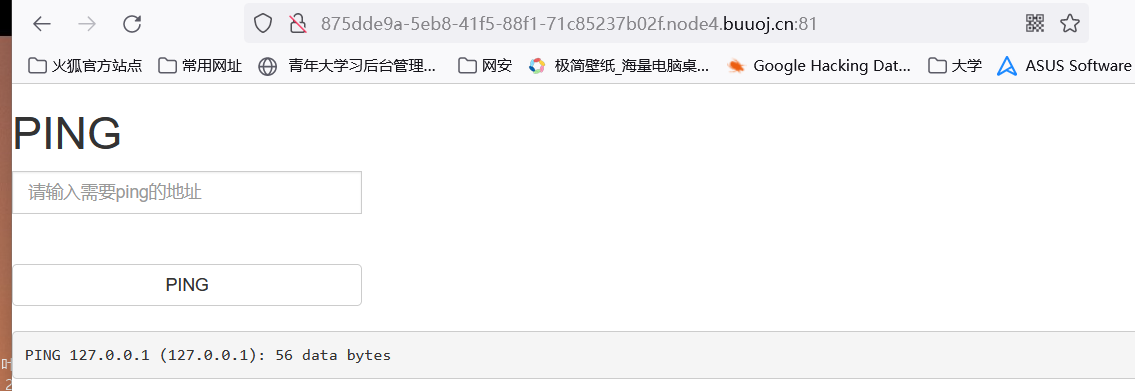 875dde9a-5eb8-41f5-88f1-71c85237b02f.node4.buuoj.cn:81
火狐官方站点 常用网址 青年大学习后台管理... 网安 极简壁纸_海量电脑桌... Google Hacking Dat... 大学 ASUS Software
PING
请输入需要ping的地址
PING
PING 127.0.0.1 (127.0.0.1): 56 data bytes